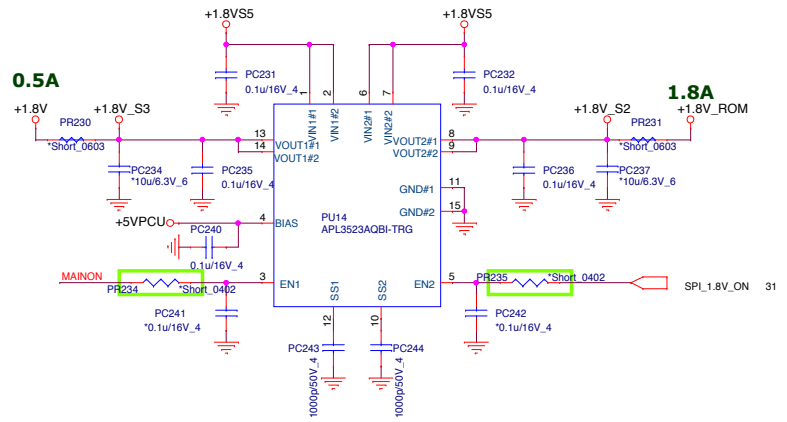 +1.8VS5
+1.8VS5
PC231
0.1u/16V_4
PC232
0.1u/16V_4
0.5A
1.8A
+1.8V
+1.8V_S3
+1.8V_S2
+1.8V_ROM
1
2
6
7
VIN1#1
VIN1#2
VIN2#1
VIN2#2
PR230
*Short_0603
PR231
*Short_0603
13
14
VOUT1#1
VOUT1#2
8
9
VOUT2#1
VOUT2#2
PC234
*10u/6.3V_6
PC235
0.1u/16V_4
PC236
0.1u/16V_4
PC237
*10u/6.3V_6
GND#1
11
GND#2
15
+5VPCU
PC240
0.1u/16V_4
4
BIAS
PU14
APL3523AQBI-TRG
MAINON
PR234
*Short_0402
3
EN1
EN2
5
PR235
*Short_0402
SPI_1.8V_ON
31
PC241
*0.1u/16V_4
PC242
*0.1u/16V_4
SS1
SS2
12
10
PC243
1000p/50V_4
PC244
1000p/50V_4